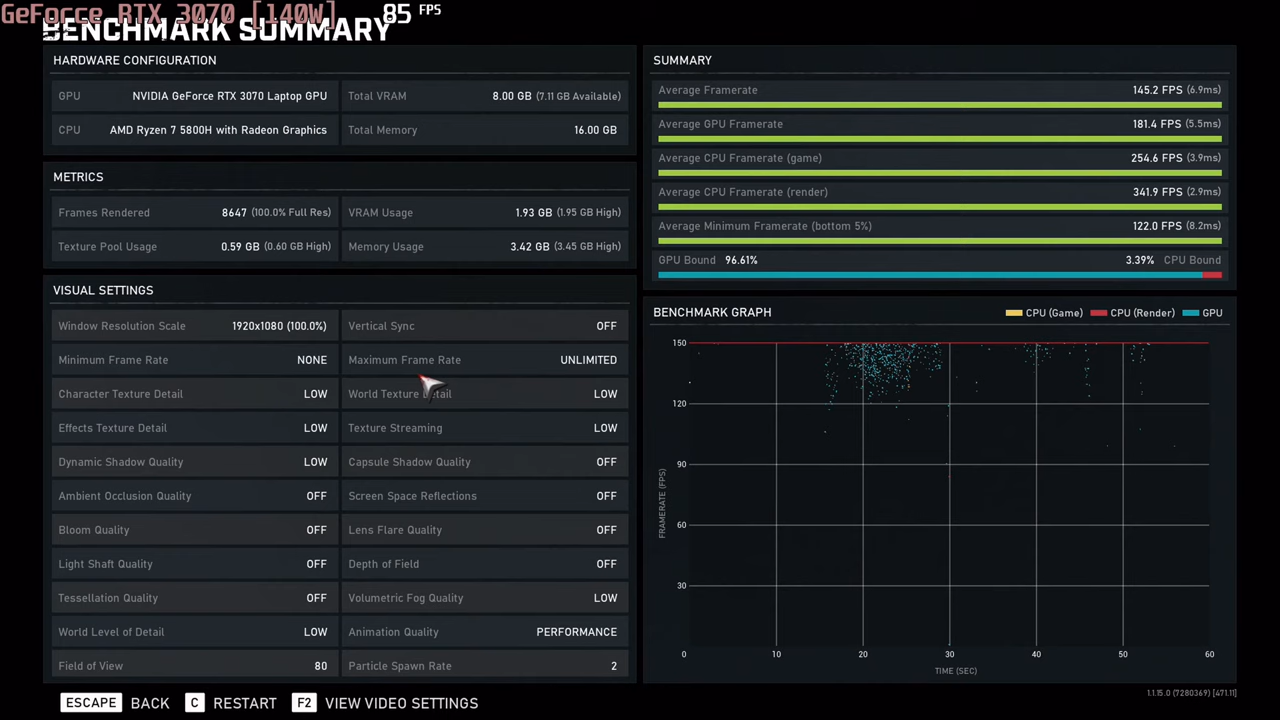 GeForce RTX 3070 [140W] 85 FPS
BENCHMARK SUMMARY
HARDWARE CONFIGURATION
GPU NVIDIA GeForce RTX 3070 Laptop GPU Total VRAM 8.00 GB (7.11 GB Available)
CPU AMD Ryzen 7 5800H with Radeon Graphics Total Memory 16.00 GB
METRICS
Frames Rendered 8647 (100.0% Full Res) VRAM Usage 1.93 GB (1.95 GB High)
Texture Pool Usage 0.59 GB (0.60 GB High) Memory Usage 3.42 GB (3.45 GB High)
VISUAL SETTINGS
Window Resolution Scale 1920x1080 (100.0%) Vertical Sync OFF
Minimum Frame Rate NONE Maximum Frame Rate UNLIMITED
Character Texture Detail LOW World Texture Detail LOW
Effects Texture Detail LOW Texture Streaming LOW
Dynamic Shadow Quality LOW Capsule Shadow Quality OFF
Ambient Occlusion Quality OFF Screen Space Reflections OFF
Bloom Quality OFF Lens Flare Quality OFF
Light Shaft Quality OFF Depth of Field OFF
Tessellation Quality OFF Volumetric Fog Quality LOW
World Level of Detail LOW Animation Quality PERFORMANCE
Field of View 80 Particle Spawn Rate 2
SUMMARY
Average Framerate 145.2 FPS (6.9ms)
Average GPU Framerate 181.4 FPS (5.5ms)
Average CPU Framerate (game) 254.6 FPS (3.9ms)
Average CPU Framerate (render) 341.9 FPS (2.9ms)
Average Minimum Framerate (bottom 5%) 122.0 FPS (8.2ms)
GPU Bound 96.61% 3.39% CPU Bound
BENCHMARK GRAPH CPU (Game) CPU (Render) GPU
150
120
90
60
30
FRAMERATE (FPS)
0 10 20 30 40 50 60
TIME (SEC)
ESCAPE BACK C RESTART F2 VIEW VIDEO SETTINGS
1.1.15.0 (7280369) [471.11]